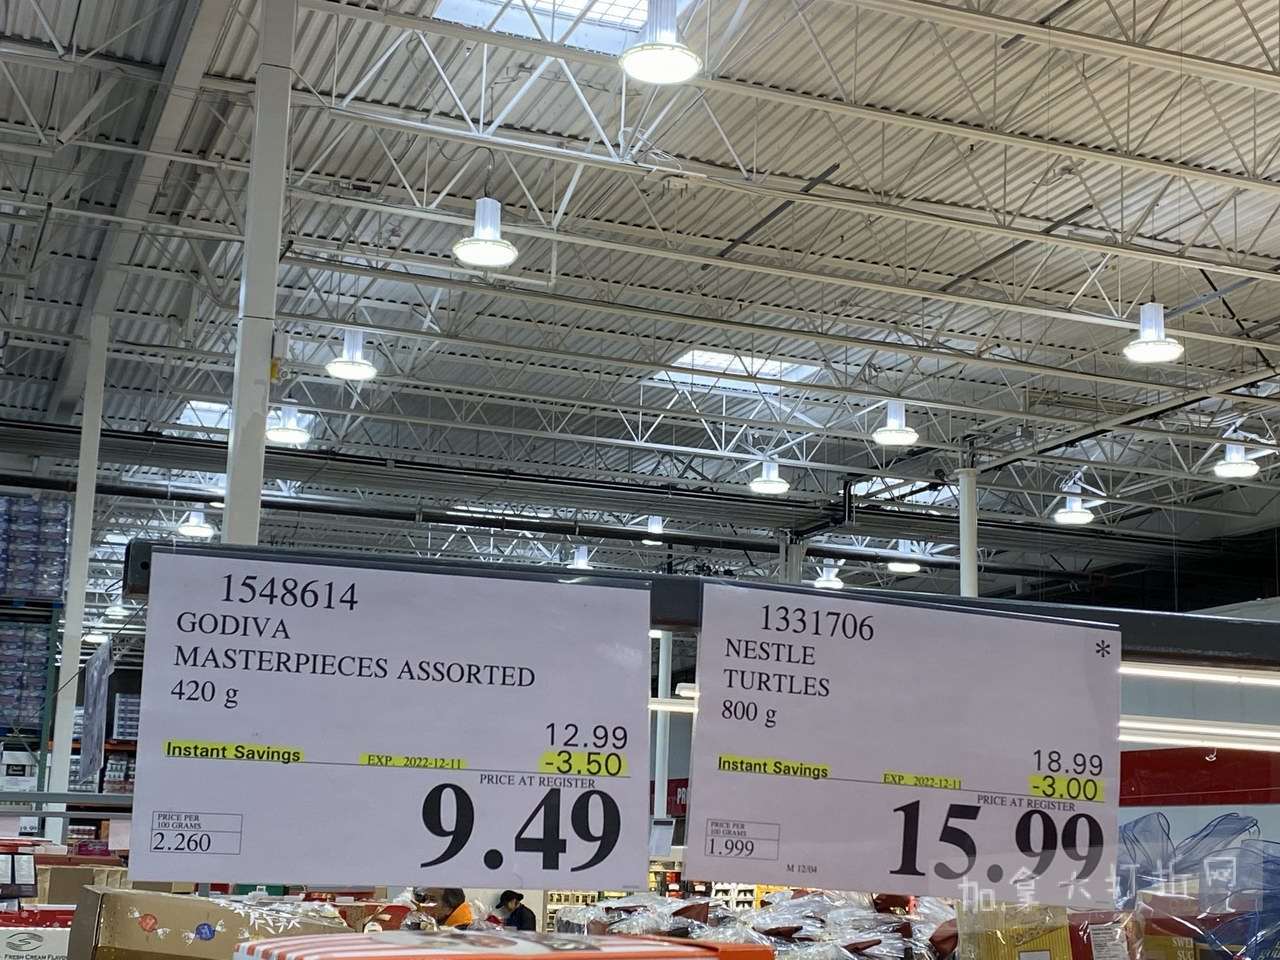 1548614
GODIVA
MASTERPIECES ASSORTED
420 g
12.99
Instant Savings EXP. 2022-12-11 -3.50
PRICE AT REGISTER
9.49
PRICE PER
100 GRAMS
2.260
1331706
*
NESTLE
TURTLES
800 g
18.99
Instant Savings EXP. 2022-12-11 -3.00
PRICE AT REGISTER
15.99
PRICE PER
100 GRAMS
1.999
M 12/04
加拿大打折网
FRESH CREAM FLAVOU